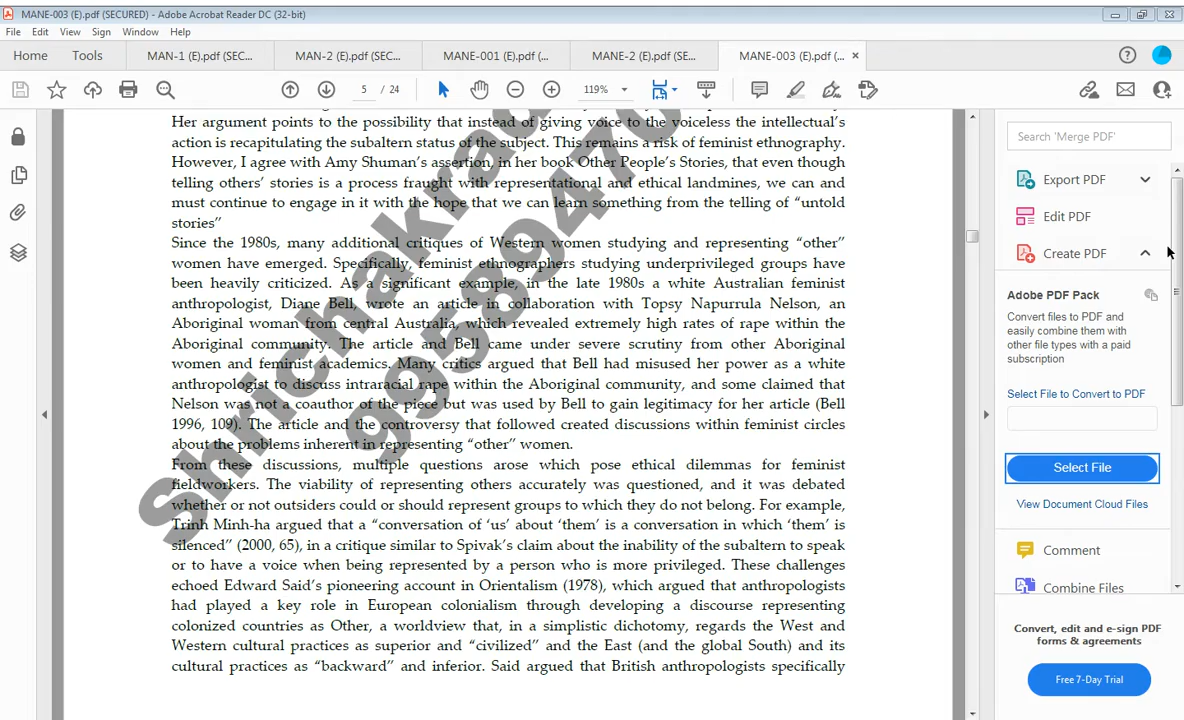 MANE-003 (E).pdf (SECURED) - Adobe Acrobat Reader DC (32-bit)
File Edit View Sign Window Help
Home Tools MAN-1 (E).pdf (SEC... MAN-2 (E).pdf (SEC... MANE-001 (E).pdf (... MANE-2 (E).pdf (SE... MANE-003 (E).pdf (... ×
5 / 24 119%
Her argument points to the possibility that instead of giving voice to the voiceless the intellectual’s
action is recapitulating the subaltern status of the subject. This remains a risk of feminist ethnography.
However, I agree with Amy Shuman’s assertion, in her book Other People’s Stories, that even though
telling others’ stories is a process fraught with representational and ethical landmines, we can and
must continue to engage in it with the hope that we can learn something from the telling of “untold
stories”
Since the 1980s, many additional critiques of Western women studying and representing “other”
women have emerged. Specifically, feminist ethnographers studying underprivileged groups have
been heavily criticized. As a significant example, in the late 1980s a white Australian feminist
anthropologist, Diane Bell, wrote an article in collaboration with Topsy Napurrula Nelson, an
Aboriginal woman from central Australia, which revealed extremely high rates of rape within the
Aboriginal community. The article and Bell came under severe scrutiny from other Aboriginal
women and feminist academics. Many critics argued that Bell had misused her power as a white
anthropologist to discuss intraracial rape within the Aboriginal community, and some claimed that
Nelson was not a coauthor of the piece but was used by Bell to gain legitimacy for her article (Bell
1996, 109). The article and the controversy that followed created discussions within feminist circles
about the problems inherent in representing “other” women.
From these discussions, multiple questions arose which pose ethical dilemmas for feminist
fieldworkers. The viability of representing others accurately was questioned, and it was debated
whether or not outsiders could or should represent groups to which they do not belong. For example,
Trinh Minh-ha argued that a “conversation of ‘us’ about ‘them’ is a conversation in which ‘them’ is
silenced” (2000, 65), in a critique similar to Spivak’s claim about the inability of the subaltern to speak
or to have a voice when being represented by a person who is more privileged. These challenges
echoed Edward Said’s pioneering account in Orientalism (1978), which argued that anthropologists
had played a key role in European colonialism through developing a discourse representing
colonized countries as Other, a worldview that, in a simplistic dichotomy, regards the West and
Western cultural practices as superior and “civilized” and the East (and the global South) and its
cultural practices as “backward” and inferior. Said argued that British anthropologists specifically
Shrichakrad
99589470
Search 'Merge PDF'
Export PDF
Edit PDF
Create PDF
Adobe PDF Pack
Convert files to PDF and
easily combine them with
other file types with a paid
subscription
Select File to Convert to PDF
Select File
View Document Cloud Files
Comment
Combine Files
Convert, edit and e-sign PDF
forms & agreements
Free 7-Day Trial